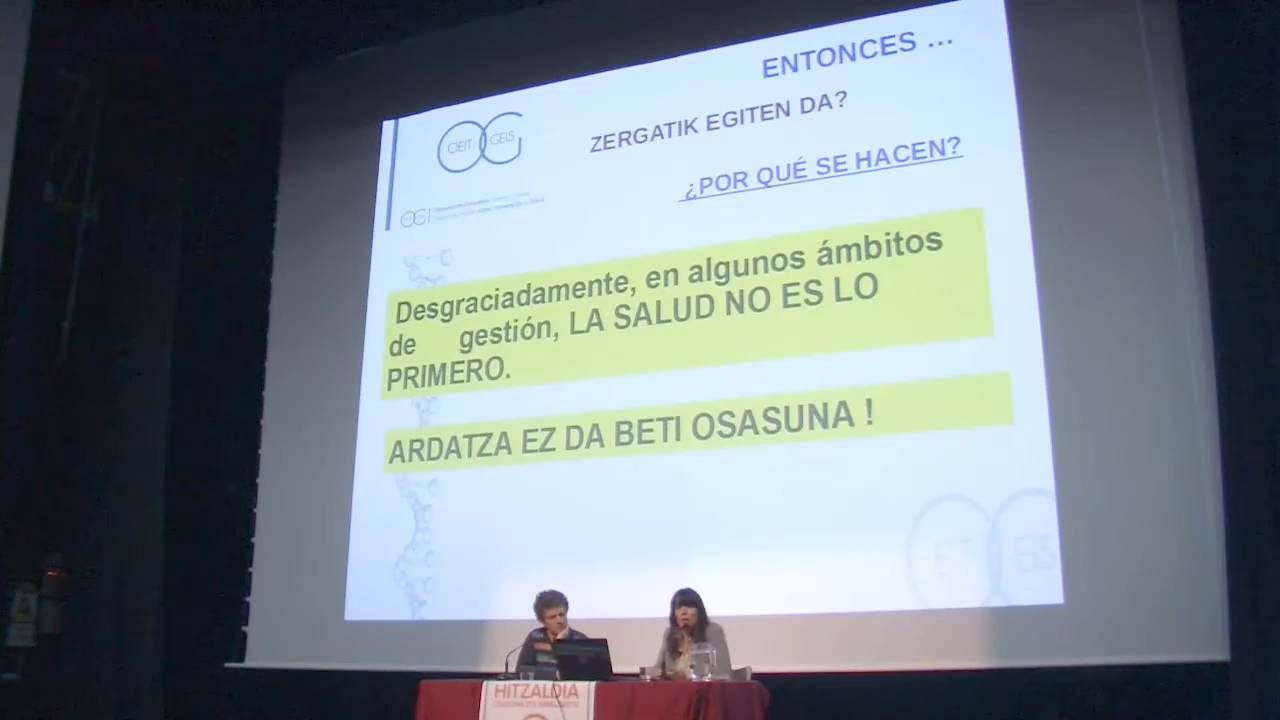 ENTONCES ...
ZERGATIK EGITEN DA?
¿POR QUÉ SE HACEN?
OEIT GEIS
Desgraciadamente, en algunos ámbitos
de gestión, LA SALUD NO ES LO
PRIMERO.
ARDATZA EZ DA BETI OSASUNA !
HITZALDIA